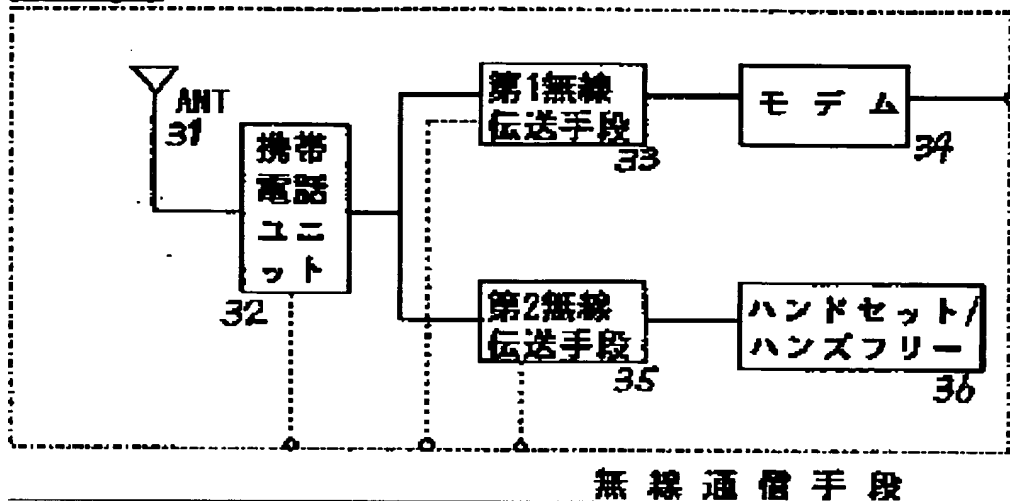 ANT
31
携帯
電話
ユニ
ット
32
第1無線
伝送手段
33
モデム
34
第2無線
伝送手段
35
ハンドセット/
ハンズフリー
36
無線通信手段